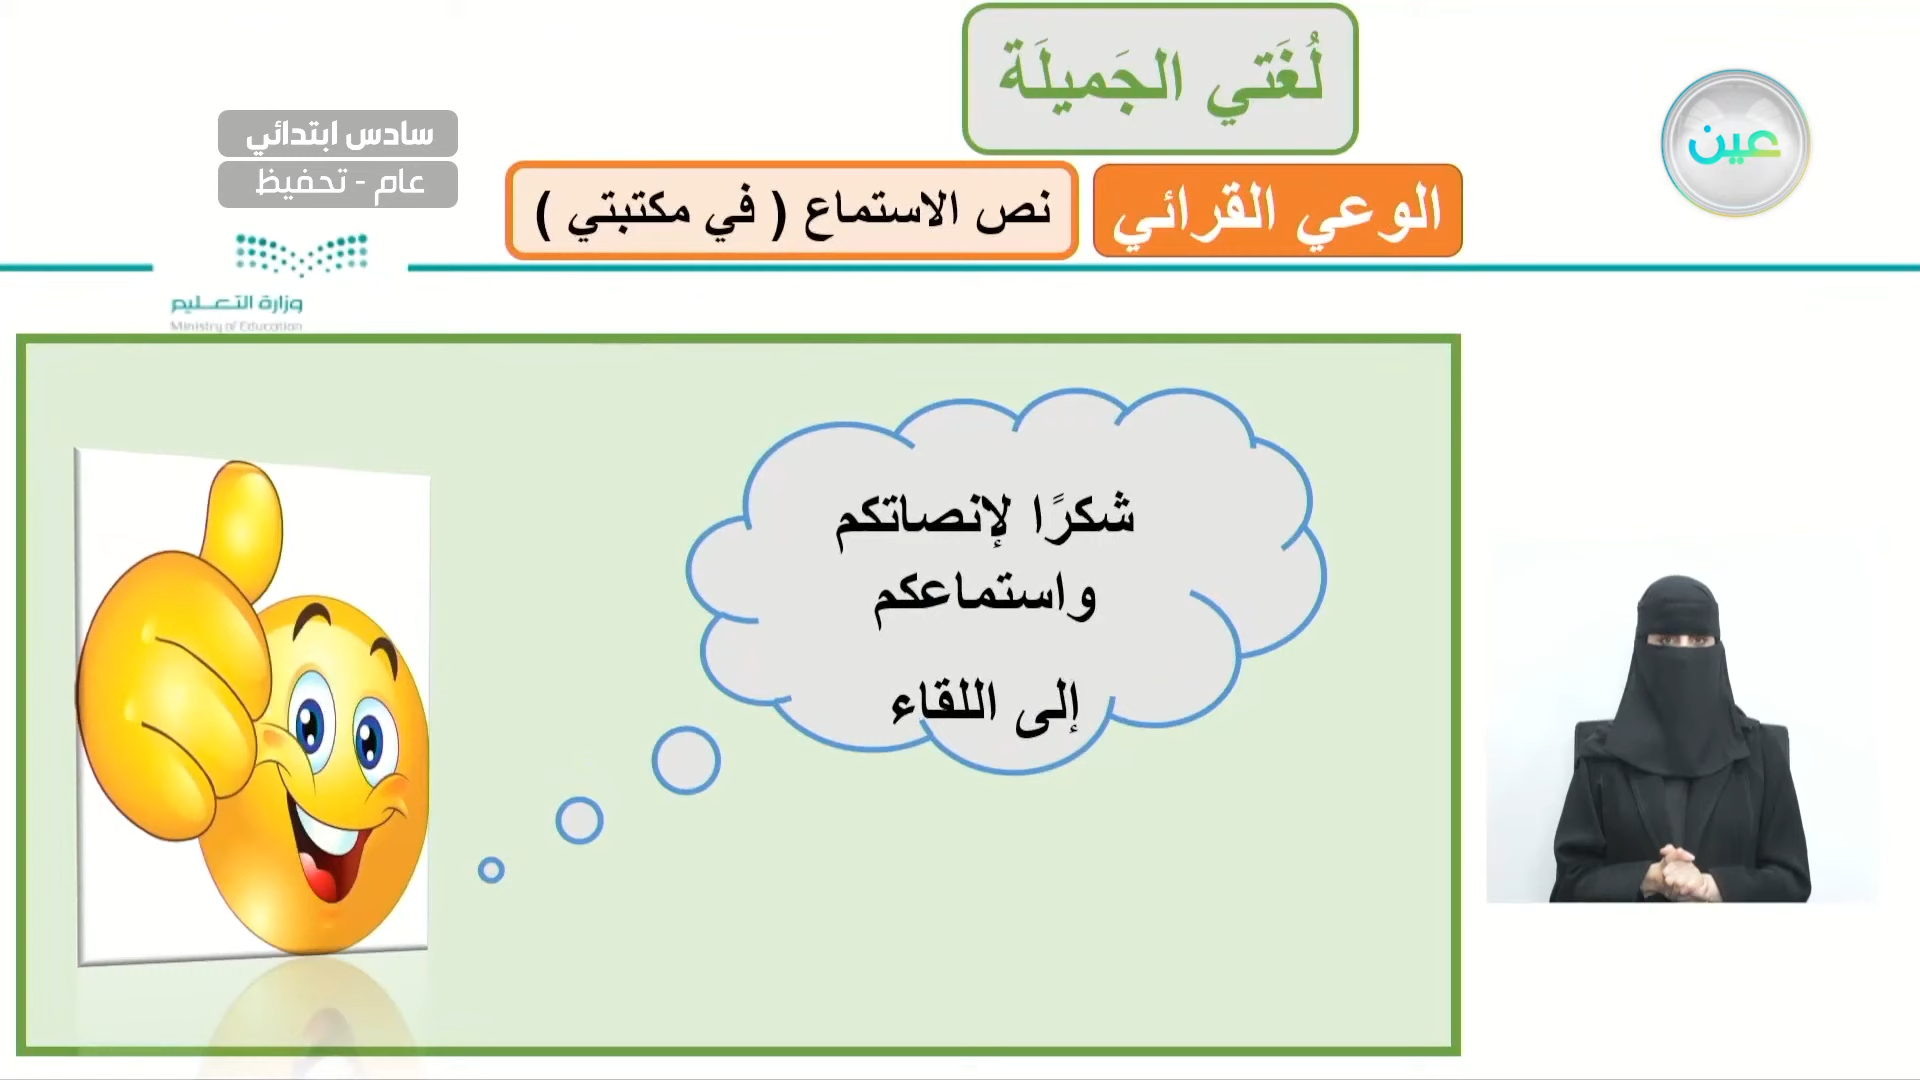 لُغَتي الجَميلَة
عين
سادس ابتدائي
عام - تحفيظ
الوعي القرائي
نص الاستماع ( في مكتبتي )
وزارة التعليم
Ministry of Education
شكرًا لإنصاتكم
واستماعكم
إلى اللقاء